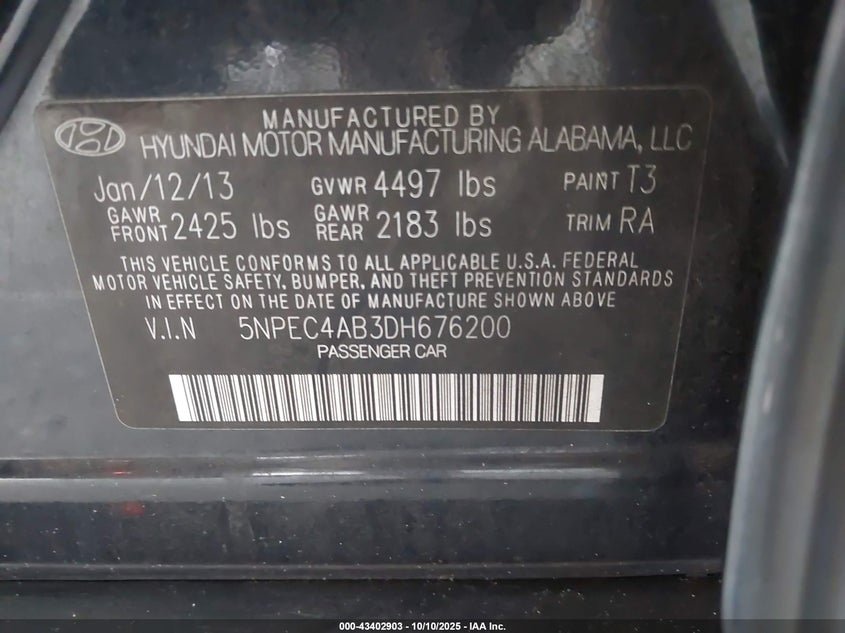 MANUFACTURED BY
HYUNDAI MOTOR MANUFACTURING ALABAMA, LLC
Jan/12/13 GVWR 4497 lbs PAINT T3
GAWR FRONT 2425 lbs GAWR REAR 2183 lbs TRIM RA
THIS VEHICLE CONFORMS TO ALL APPLICABLE U.S.A. FEDERAL
MOTOR VEHICLE SAFETY, BUMPER, AND THEFT PREVENTION STANDARDS
IN EFFECT ON THE DATE OF MANUFACTURE SHOWN ABOVE
V.I.N 5NPEC4AB3DH676200
PASSENGER CAR
000-43402903 - 10/10/2025 - IAA Inc.